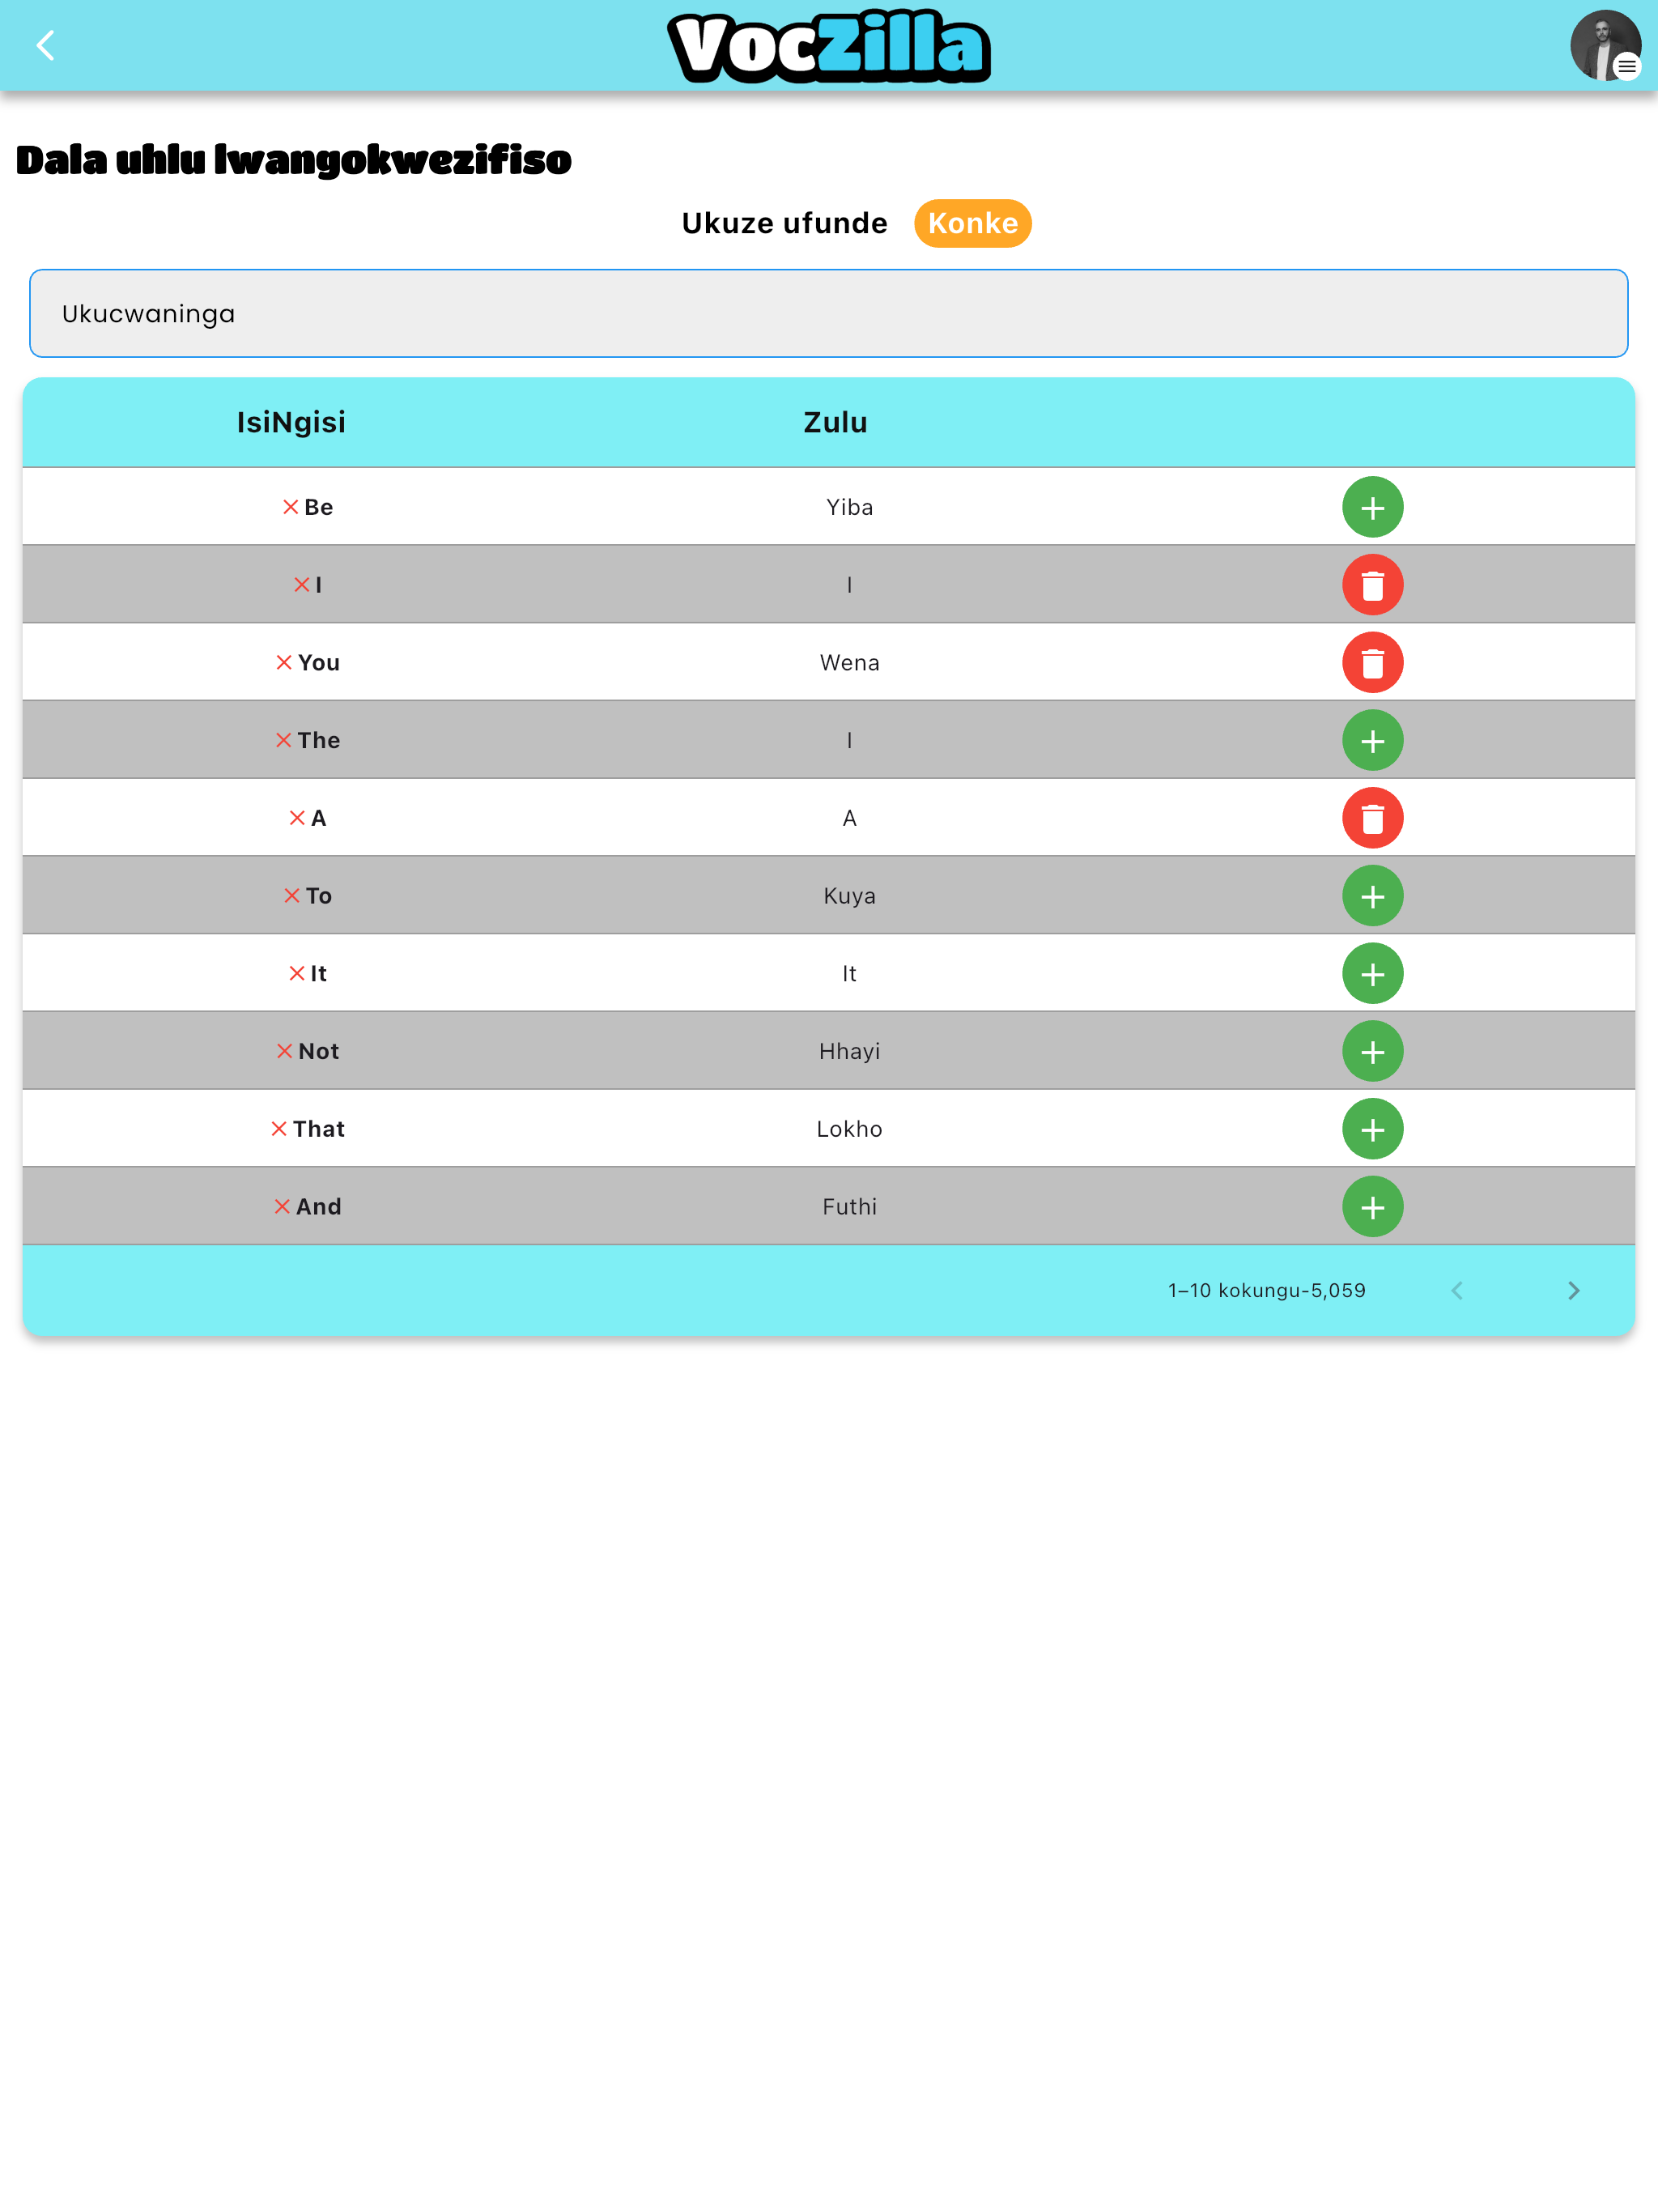 VocZilla
Dala uhlu lwangokwezifiso
Ukuze ufunde Konke
Ukucwaninga
IsiNgisi Zulu
Be Yiba
I I
You Wena
The I
A A
To Kuya
It It
Not Hhayi
That Lokho
And Futhi
1–10 kokungu-5,059